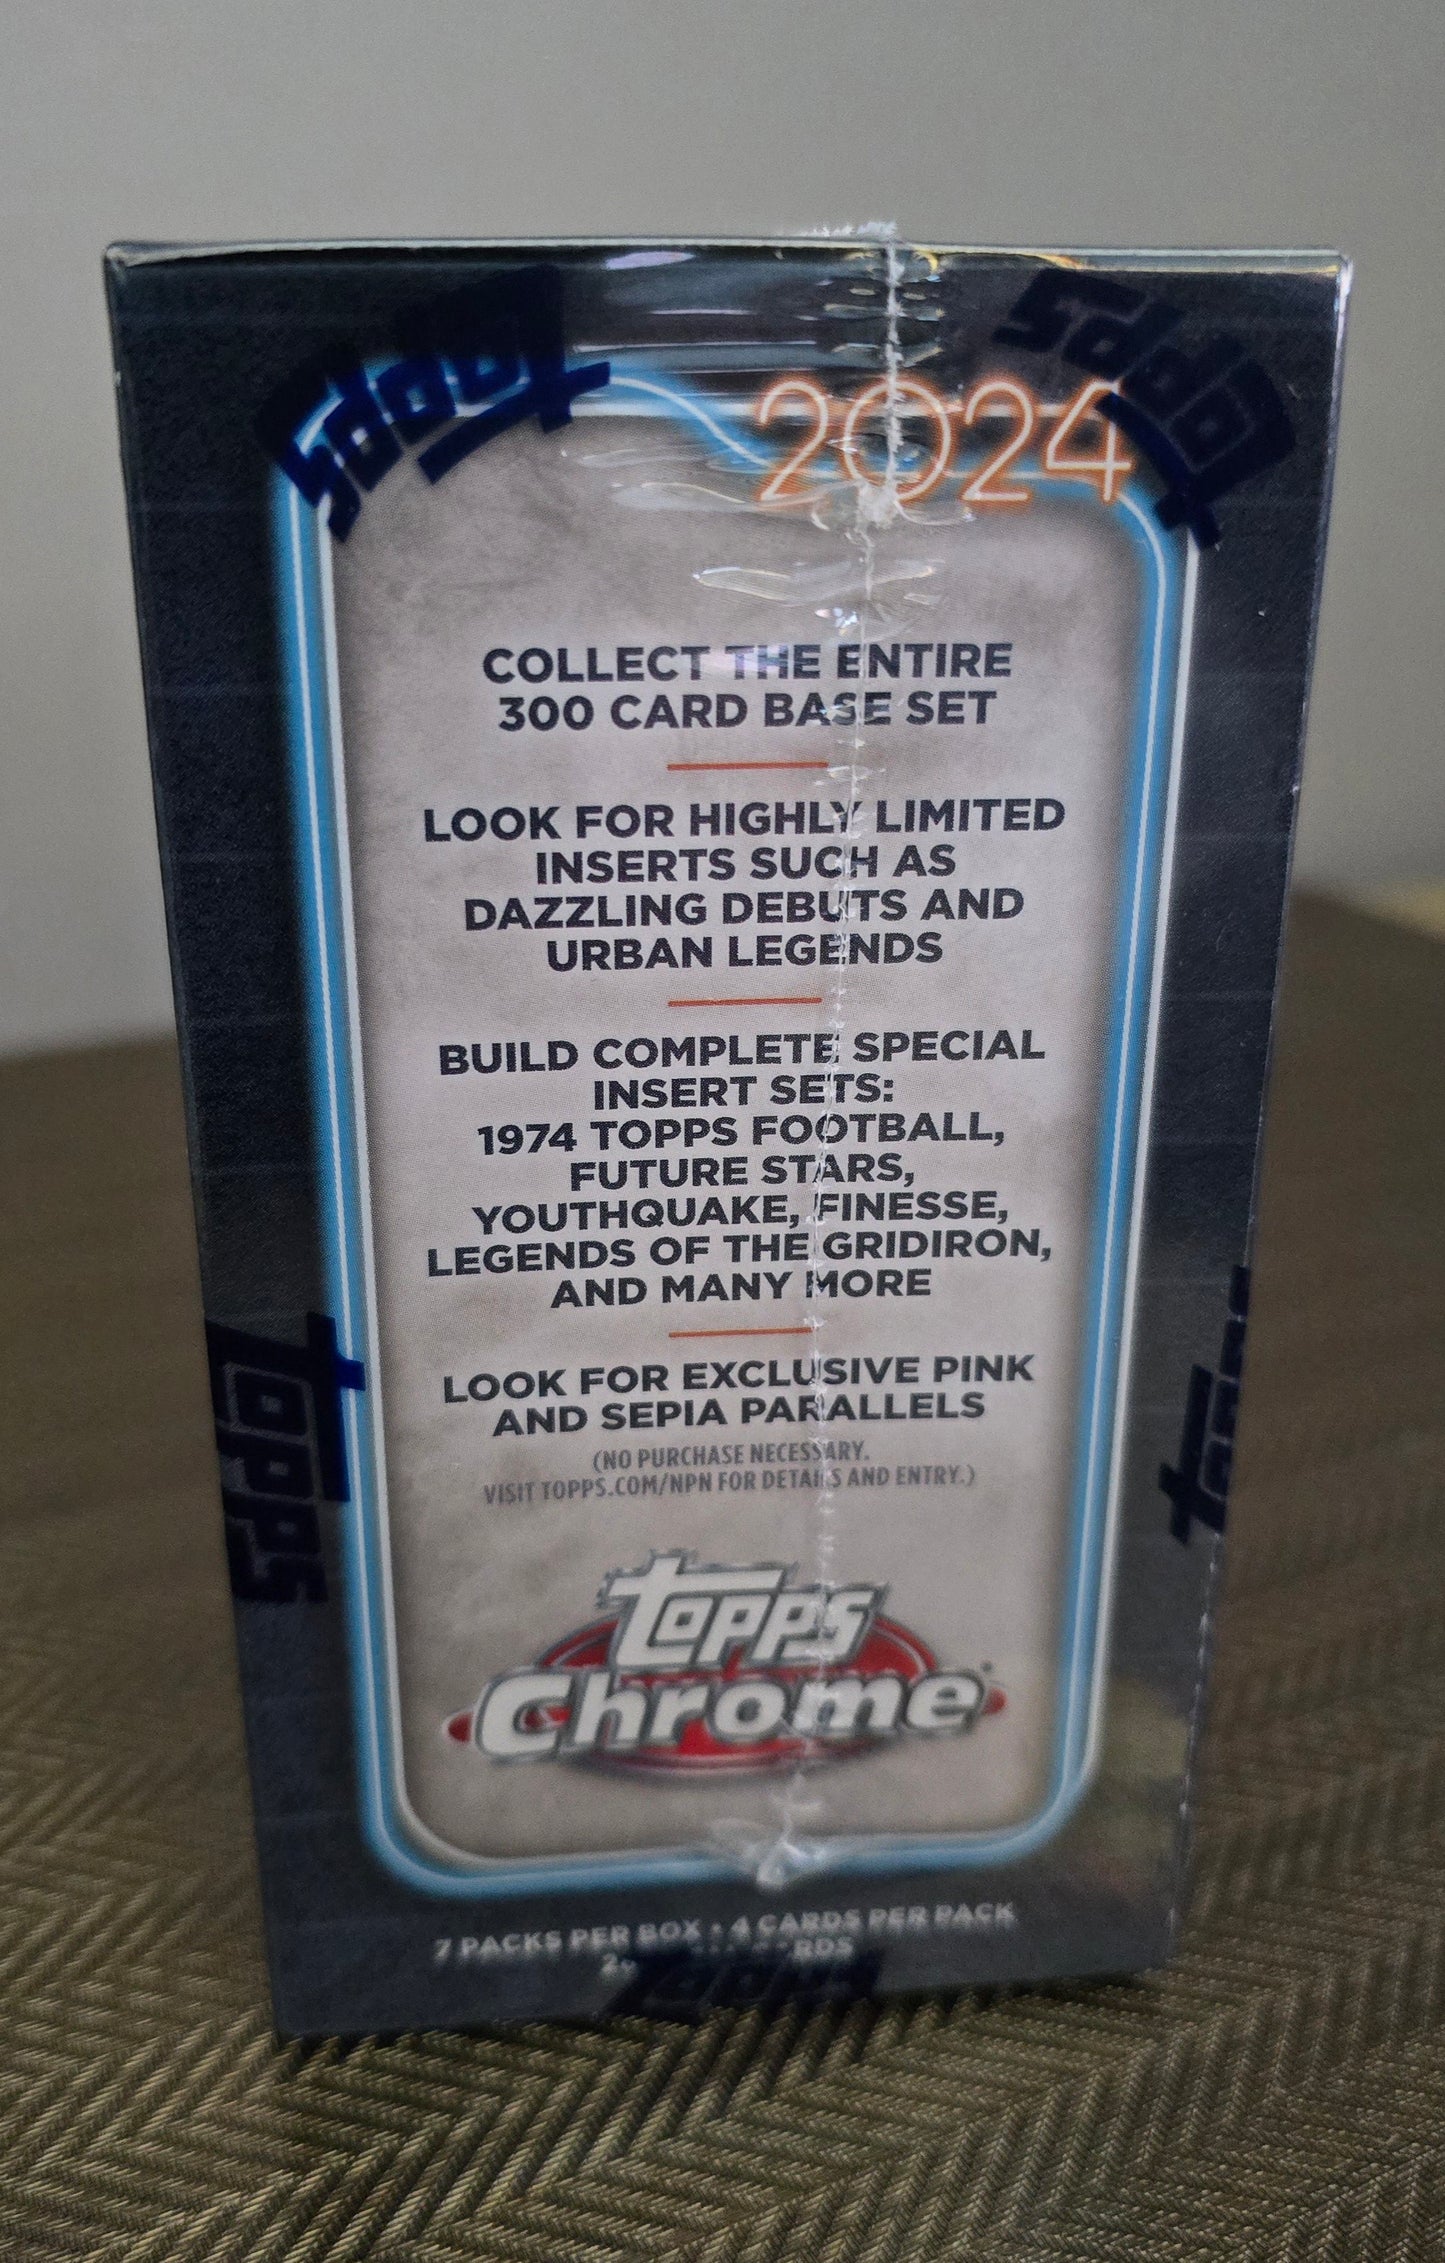 topps
topps
2024
COLLECT THE ENTIRE
300 CARD BASE SET
LOOK FOR HIGHLY LIMITED
INSERTS SUCH AS
DAZZLING DEBUTS AND
URBAN LEGENDS
BUILD COMPLETE SPECIAL
INSERT SETS:
1974 TOPPS FOOTBALL,
FUTURE STARS,
YOUTHQUAKE, FINESSE,
LEGENDS OF THE GRIDIRON,
AND MANY MORE
LOOK FOR EXCLUSIVE PINK
AND SEPIA PARALLELS
(NO PURCHASE NECESSARY.
VISIT TOPPS.COM/NPN FOR DETAILS AND ENTRY.)
topps
topps
topps
Chrome
7 PACKS PER BOX • 4 CARDS PER PACK
topps